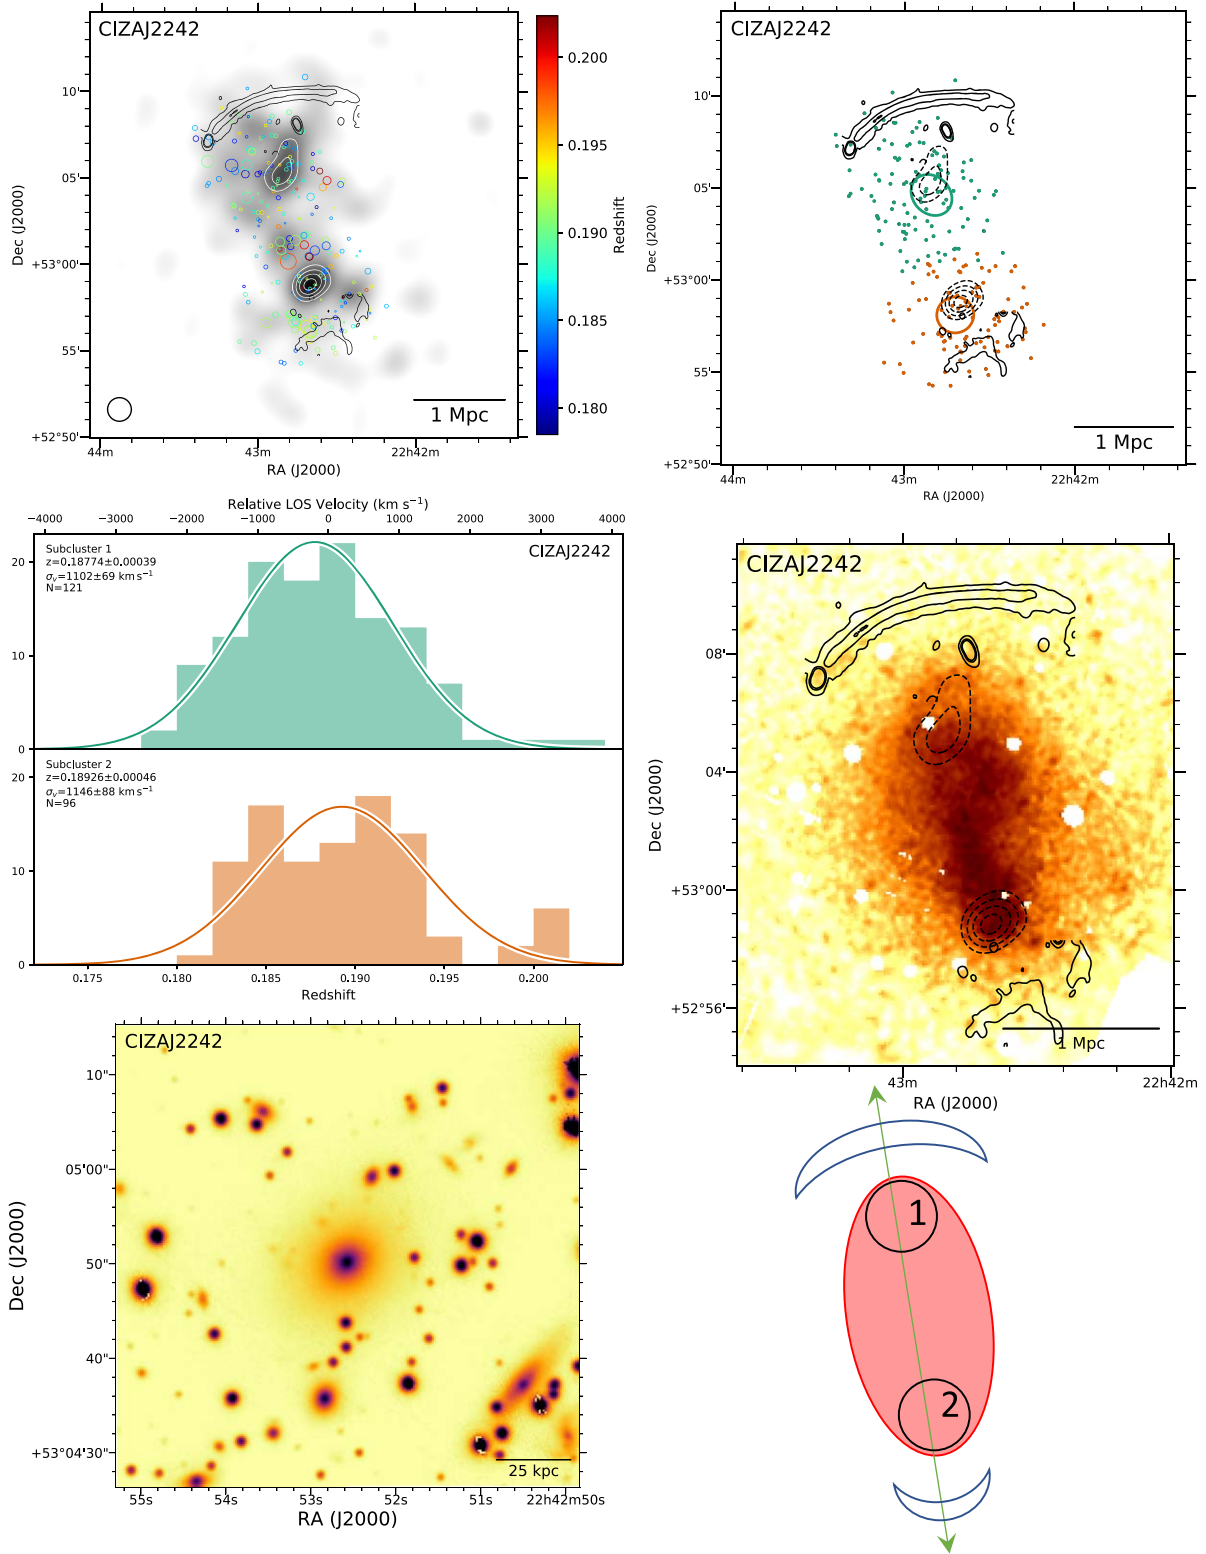 CIZAJ2242
10'
05'
+53°00'
55'
+52°50'
44m
43m
22h42m
RA (J2000)
Dec (J2000)
1 Mpc
0.200
0.195
0.190
0.185
0.180
Redshift
CIZAJ2242
10'
05'
+53°00'
55'
+52°50'
44m
43m
22h42m
RA (J2000)
Dec (J2000)
1 Mpc
Relative LOS Velocity (km s⁻¹)
−4000 −3000 −2000 −1000 0 1000 2000 3000 4000
CIZAJ2242
Subcluster 1
z=0.18774±0.00039
σᵥ=1102±69 km s⁻¹
N=121
20
10
0
Subcluster 2
z=0.18926±0.00046
σᵥ=1146±88 km s⁻¹
N=96
20
10
0
0.175 0.180 0.185 0.190 0.195 0.200
Redshift
CIZAJ2242
08'
04'
+53°00'
+52°56'
43m
22h42m
RA (J2000)
Dec (J2000)
1 Mpc
CIZAJ2242
10"
05'00"
50"
40"
+53°04'30"
55s 54s 53s 52s 51s 22h42m50s
RA (J2000)
Dec (J2000)
25 kpc
1
2